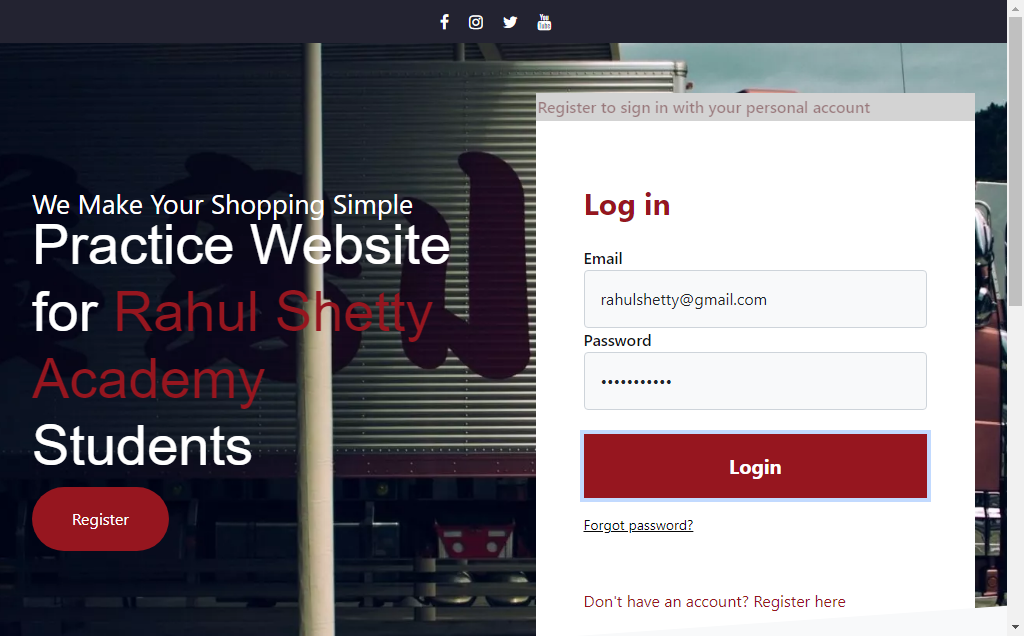 Register to sign in with your personal account
We Make Your Shopping Simple
Practice Website
for Rahul Shetty
Academy
Students
Register
Log in
Email
rahulshetty@gmail.com
Password
Login
Forgot password?
Don't have an account? Register here